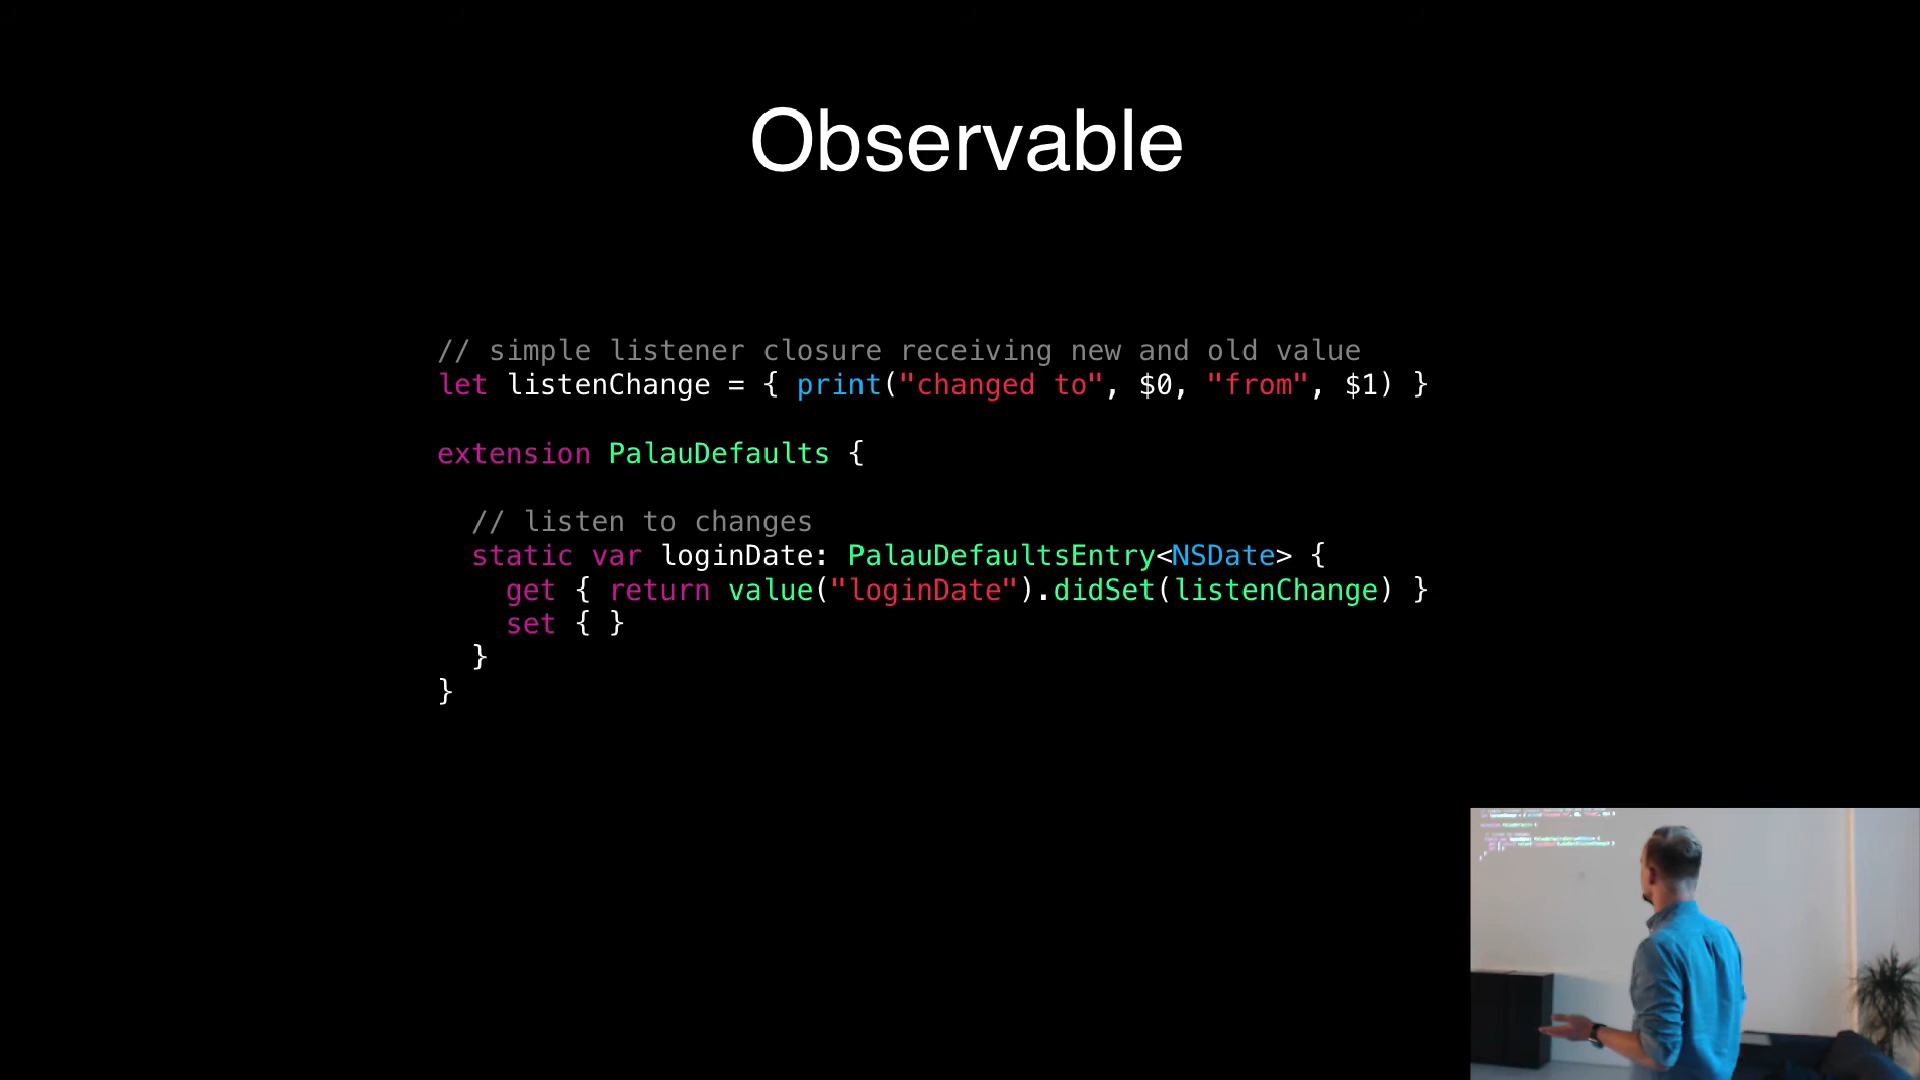 Observable
// simple listener closure receiving new and old value
let listenChange = { print("changed to", $0, "from", $1) }
extension PalauDefaults {
// listen to changes
static var loginDate: PalauDefaultsEntry<NSDate> {
get { return value("loginDate").didSet(listenChange) }
set { }
}
}